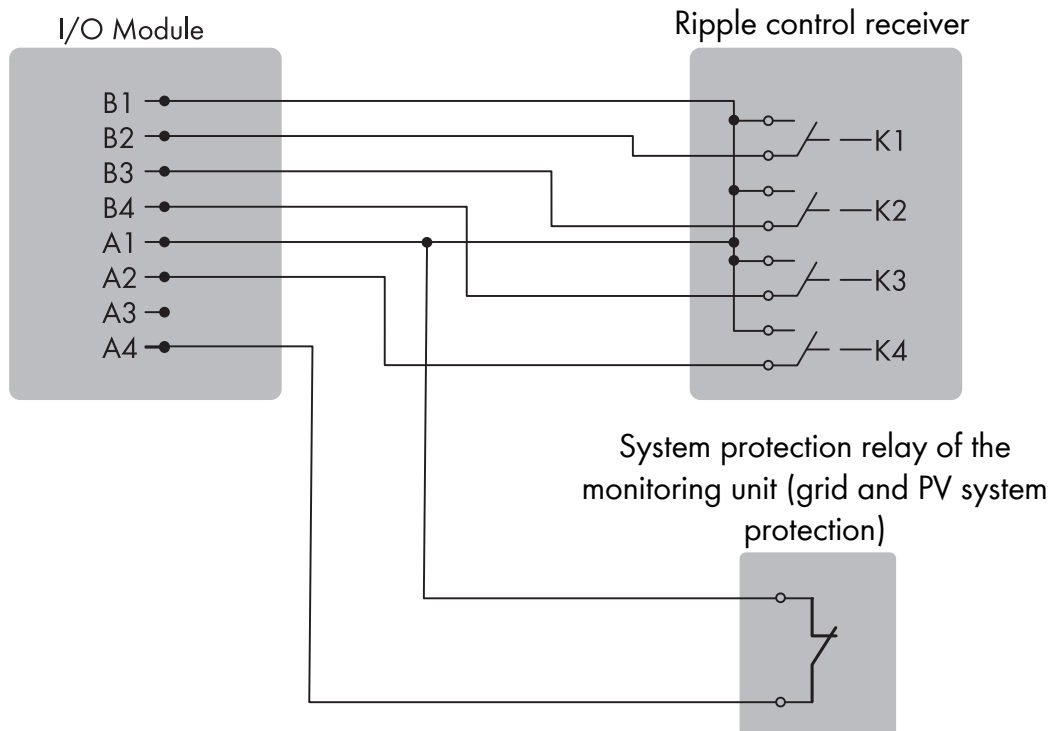 I/O Module
Ripple control receiver
B1
B2
B3
B4
A1
A2
A3
A4
K1
K2
K3
K4
System protection relay of the
monitoring unit (grid and PV system
protection)